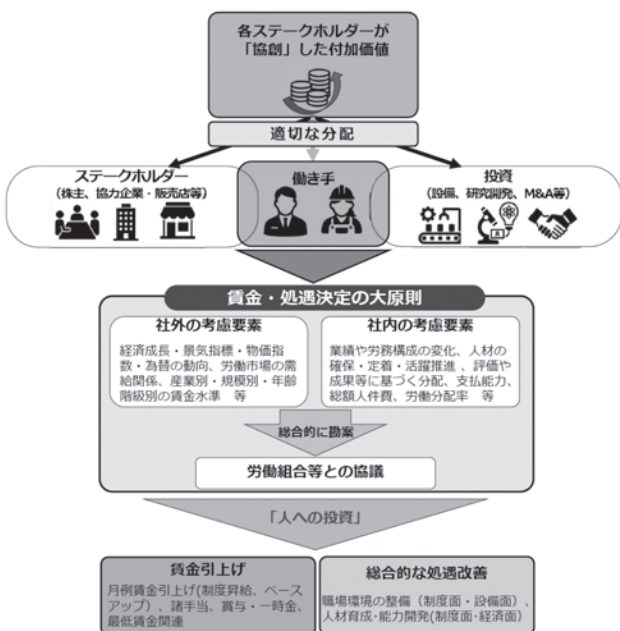 各ステークホルダーが
「協創」した付加価値
適切な分配
ステークホルダー
(株主、協力企業・販売店等)
働き手
投資
(設備、研究開発、M&A等)
賃金・処遇決定の大原則
社外の考慮要素
経済成長・景気指標・物価指
数・為替の動向、労働市場の需
給関係、産業別・規模別・年齢
階級別の賃金水準 等
社内の考慮要素
業績や労務構成の変化、人材の
確保・定着・活躍推進、評価や
成果等に基づく分配、支払能力、
総額人件費、労働分配率 等
総合的に勘案
労働組合等との協議
「人への投資」
賃金引上げ
月例賃金引上げ(制度昇給、ベース
アップ)、諸手当、賞与・一時金、
最低賃金関連
総合的な処遇改善
職場環境の整備（制度面・設備面）、
人材育成･能力開発(制度面･経済面)